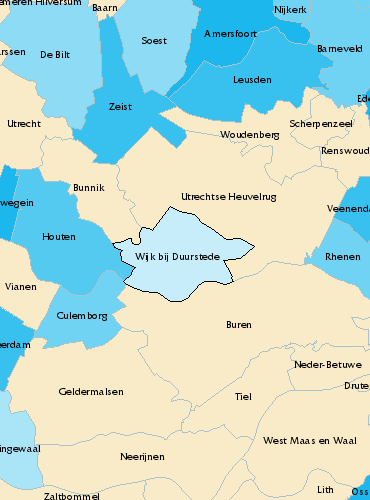 emeren Hilversum
Baarn
Nijkerk
Soest
Amersfoort
Barneveld
rssen
De Bilt
Leusden
Zeist
Ede
Utrecht
Woudenberg
Scherpenzeel
Renswoud
Bunnik
Utrechtse Heuvelrug
wegein
Veenenda
Houten
Wijk bij Duurstede
Rhenen
Vianen
Culemborg
Buren
eerdam
Neder-Betuwe
Geldermalsen
Drute
Tiel
West Maas en Waal
ingewaal
Neerijnen
Zaltbommel
Lith
Oss